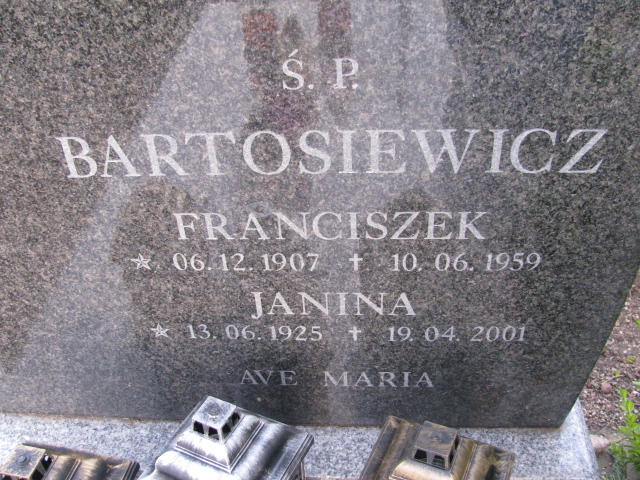 Ś. P.
BARTOSIEWICZ
FRANCISZEK
☆ 06.12.1907 † 10.06.1959
JANINA
☆ 13.06.1925 † 19.04.2001
AVE MARIA